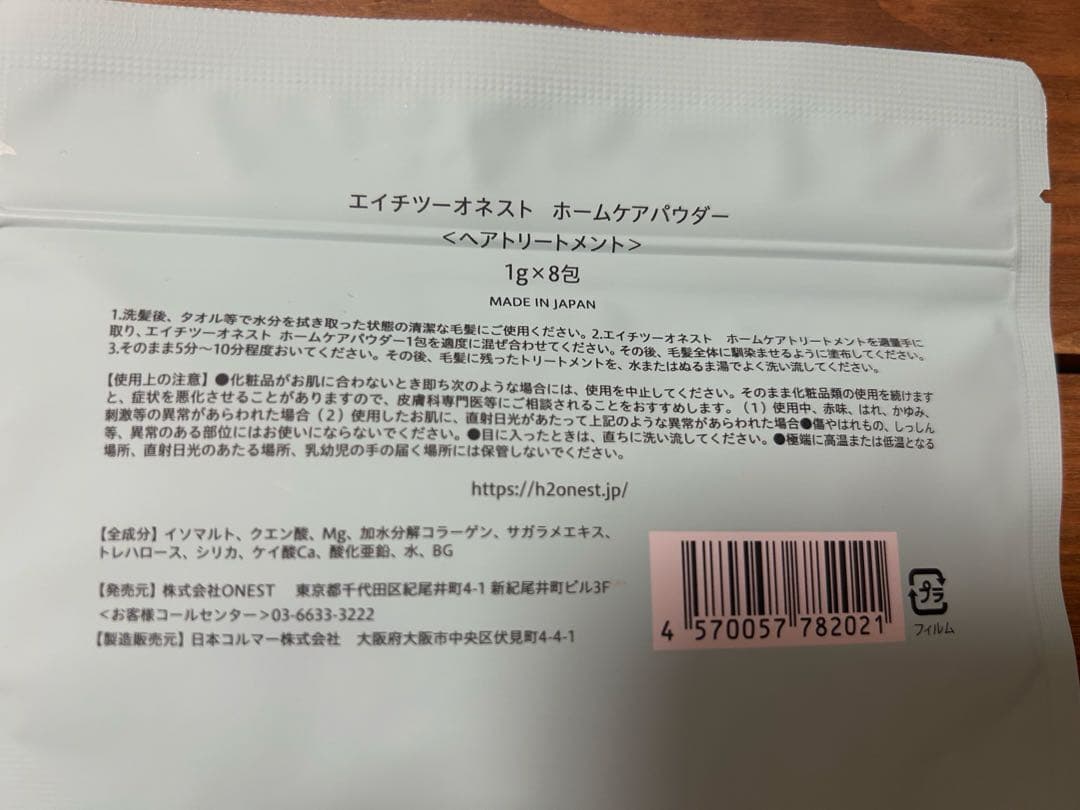 エイチツーオネスト ホームケアパウダー
＜ヘアトリートメント＞
1g×8包
MADE IN JAPAN
1.洗髪後、タオル等で水分を拭き取った状態の清潔な毛髪にご使用ください。2.エイチツーオネスト ホームケアトリートメントを適量手に
取り、エイチツーオネスト ホームケアパウダー1包を適度に混ぜ合わせてください。その後、毛髪全体に馴染ませるように塗布してください。
3.そのまま5分～10分程度おいてください。その後、毛髪に残ったトリートメントを、水またはぬるま湯でよく洗い流してください。
【使用上の注意】●化粧品がお肌に合わないとき即ち次のような場合には、使用を中止してください。そのまま化粧品類の使用を続けます
と、症状を悪化させることがありますので、皮膚科専門医等にご相談されることをおすすめします。（1）使用中、赤味、はれ、かゆみ、
刺激等の異常があらわれた場合（2）使用したお肌に、直射日光があたって上記のような異常があらわれた場合●傷やはれもの、しっしん
等、異常のある部位にはお使いにならないでください。●目に入ったときは、直ちに洗い流してください。●極端に高温または低温となる
場所、直射日光のあたる場所、乳幼児の手の届く場所には保管しないでください。
https://h2onest.jp/
【全成分】イソマルト、クエン酸、Mg、加水分解コラーゲン、サガラメエキス、
トレハロース、シリカ、ケイ酸Ca、酸化亜鉛、水、BG
【発売元】株式会社ONEST 東京都千代田区紀尾井町4-1 新紀尾井町ビル3F
＜お客様コールセンター＞03-6633-3222
【製造販売元】日本コルマー株式会社 大阪府大阪市中央区伏見町4-4-1
4 570057 782021
プラ
フィルム